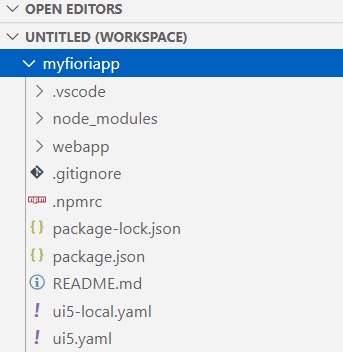 OPEN EDITORS
UNTITLED (WORKSPACE)
myfioriapp
.vscode
node_modules
webapp
.gitignore
.npmrc
package-lock.json
package.json
README.md
ui5-local.yaml
ui5.yaml